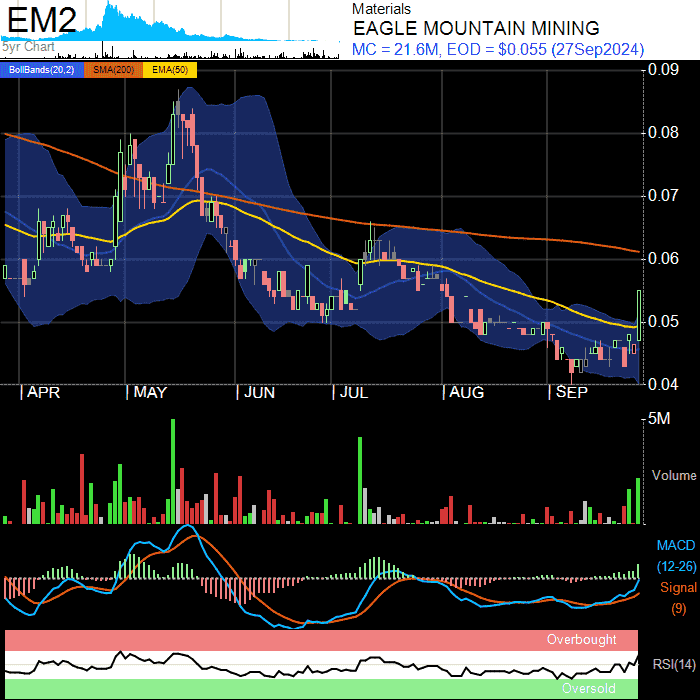 EM2
5yr Chart
Materials
EAGLE MOUNTAIN MINING
MC = 21.6M, EOD = $0.055 (27Sep2024)
BollBands(20,2) SMA(200) EMA(50)
0.09
0.08
0.07
0.06
0.05
0.04
APR MAY JUN JUL AUG SEP
5M
Volume
MACD
(12-26)
Signal
(9)
Overbought
RSI(14)
Oversold